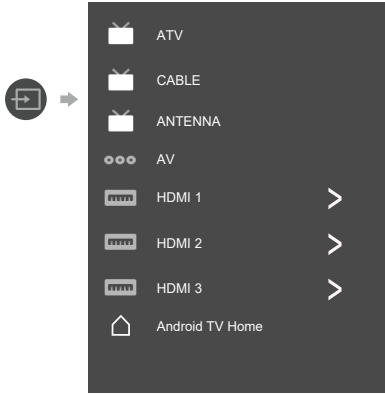 ATV
CABLE
ANTENNA
AV
HDMI 1
HDMI 2
HDMI 3
Android TV Home